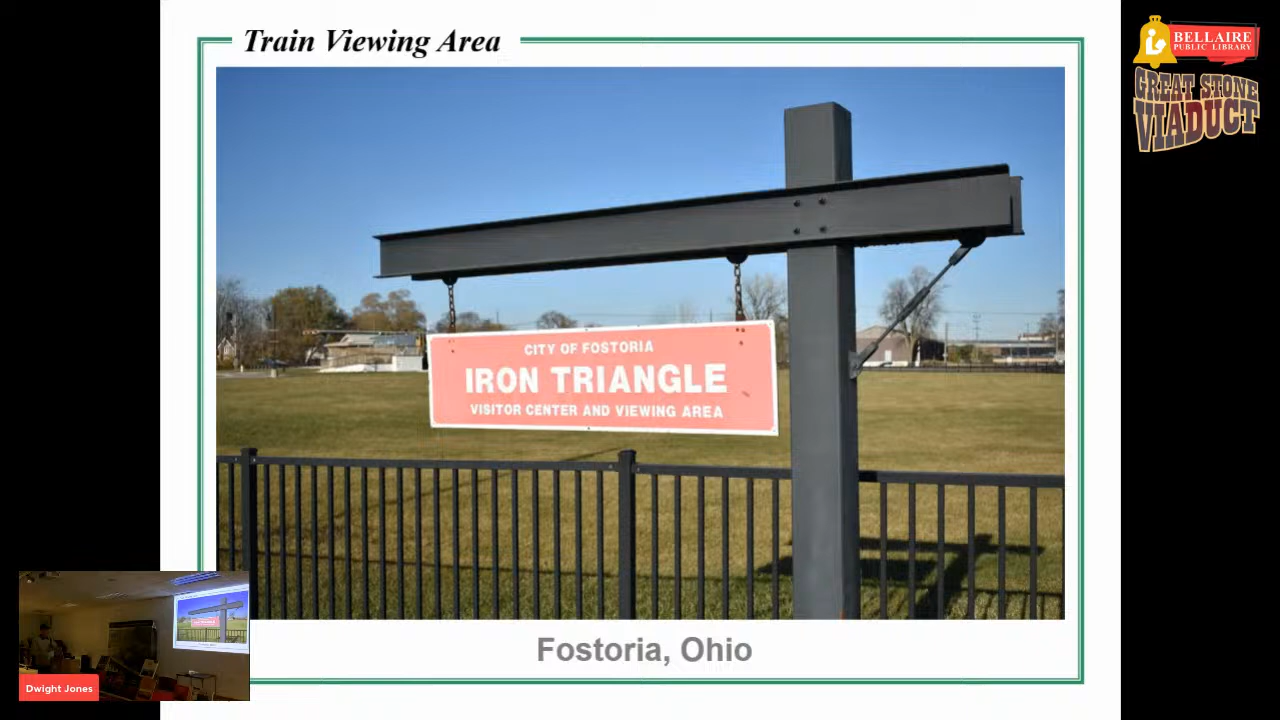 Train Viewing Area
CITY OF FOSTORIA
IRON TRIANGLE
VISITOR CENTER AND VIEWING AREA
Fostoria, Ohio
Dwight Jones
BELLAIRE
PUBLIC LIBRARY
GREAT STONE
VIADUCT